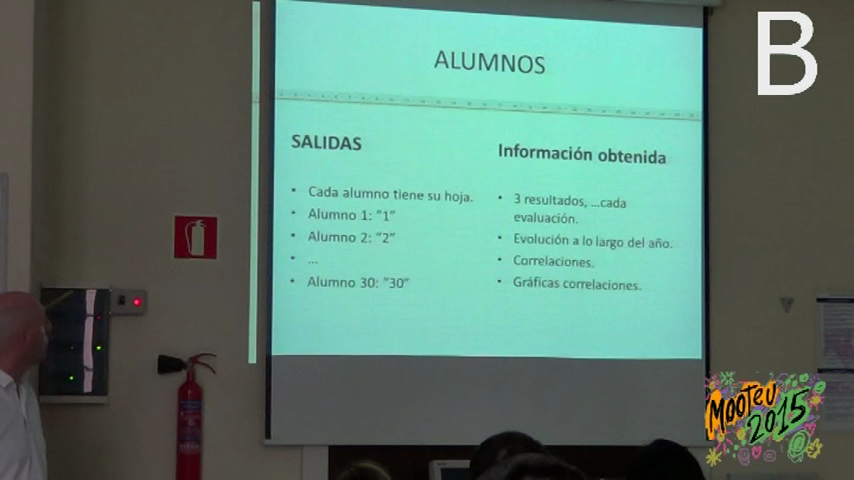 B
ALUMNOS
SALIDAS
• Cada alumno tiene su hoja.
• Alumno 1: "1"
• Alumno 2: "2"
• ...
• Alumno 30: "30"
Información obtenida
• 3 resultados, ...cada
evaluación.
• Evolución a lo largo del año.
• Correlaciones.
• Gráficas correlaciones.
MooteU
2015